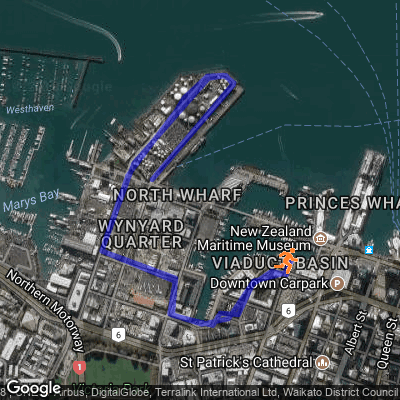 Westhaven
Marys Bay
NORTH WHARF
PRINCES WHA
WYNYARD
QUARTER
New Zealand
Maritime Museum
VIADUCT BASIN
Downtown Carpark P
Northern Motorway
6
6
1
Albert St
Queen St
St Patrick's Cathedral
Google
Airbus, DigitalGlobe, Terralink International Ltd, Waikato District Council